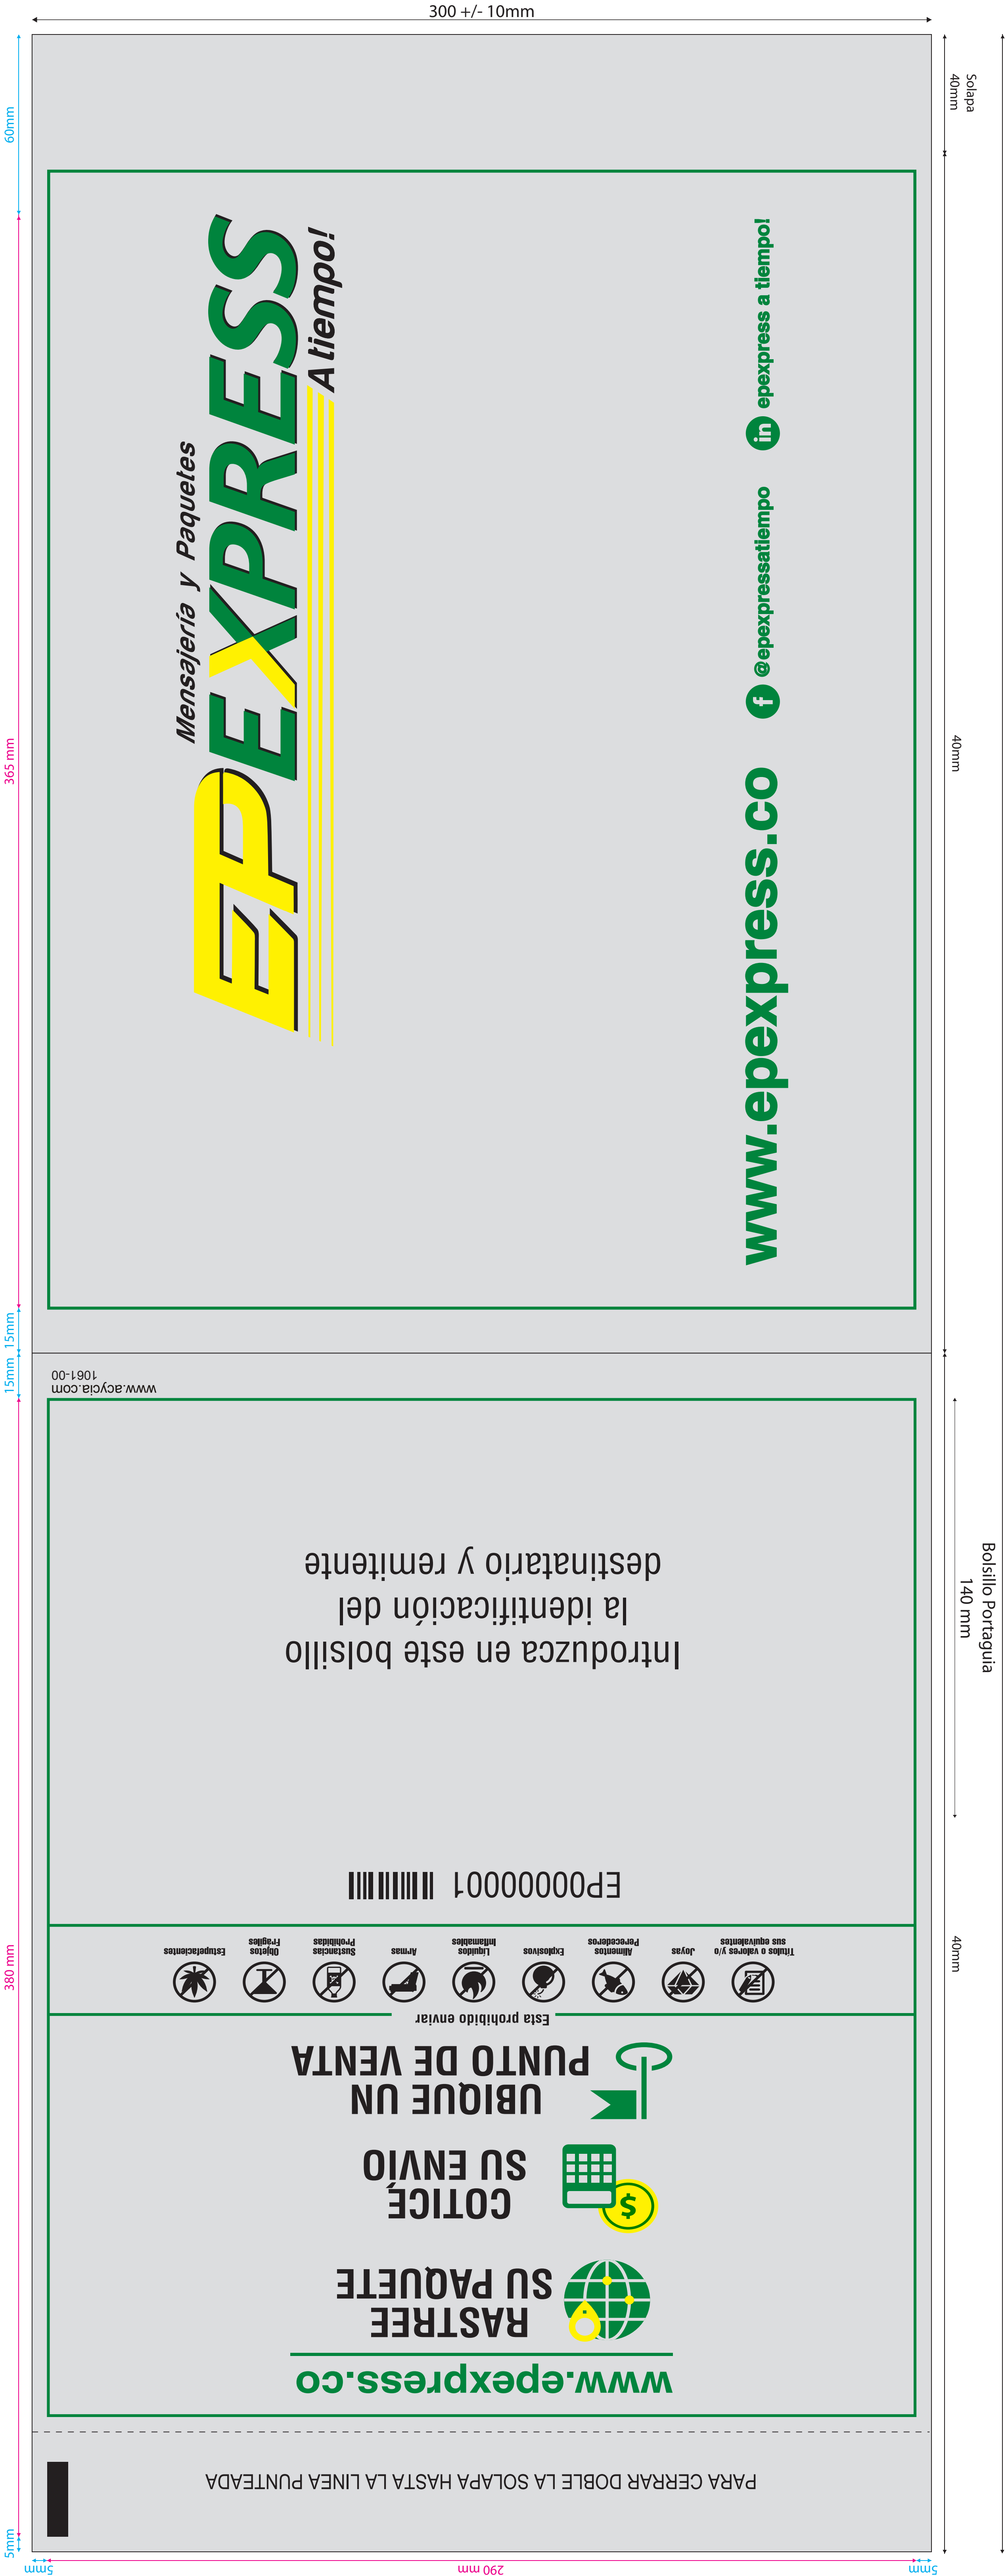 300 +/- 10mm
Solapa
40mm
60mm
Mensajería y Paquetes
EPEXPRESS
A tiempo!
www.epexpress.co
f @epexpressatiempo
in epexpress a tiempo!
365 mm
40mm
15mm
15mm
www.acycia.com
1061-00
Bolsillo Portaguia
140 mm
380 mm
40mm
PARA CERRAR DOBLE LA SOLAPA HASTA LA LINEA PUNTEADA
www.epexpress.co
RASTREE
SU PAQUETE
$
COTICE
SU ENVÍO
UBIQUE UN
PUNTO DE VENTA
Esta prohibido enviar
Títulos o valores y/o
sus equivalentes
Joyas
Alimentos
Perecederos
Explosivos
Líquidos
Inflamables
Armas
Sustancias
Prohibidas
Objetos
Frágiles
Estupefacientes
EP00000001
Introduzca en este bolsillo
la identificación del
destinatario y remitente
5mm
5mm
290 mm
5mm